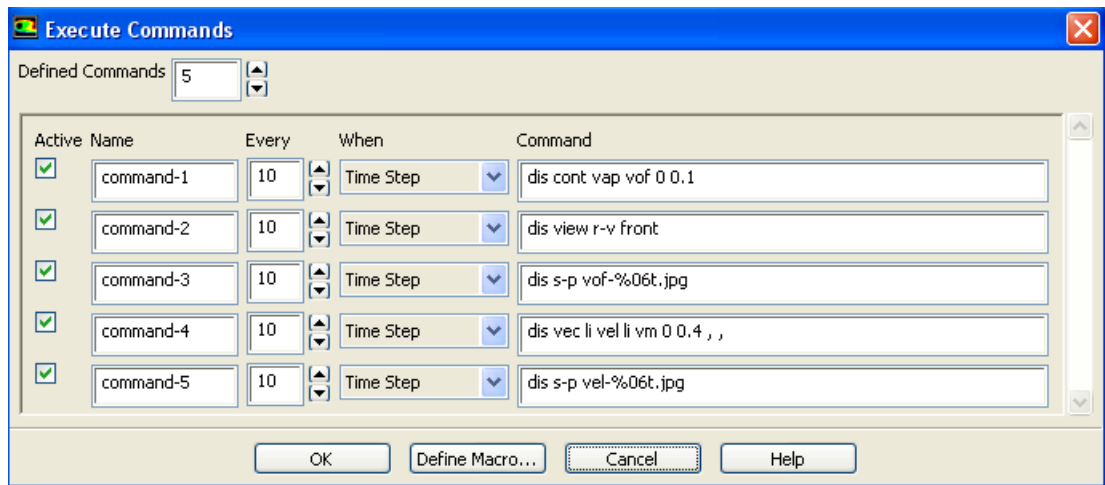 Execute Commands
Defined Commands 5
Active Name Every When Command
command-1 10 Time Step dis cont vap vof 0 0.1
command-2 10 Time Step dis view r-v front
command-3 10 Time Step dis s-p vof-%06t.jpg
command-4 10 Time Step dis vec li vel li vm 0 0.4 , ,
command-5 10 Time Step dis s-p vel-%06t.jpg
OK Define Macro... Cancel Help